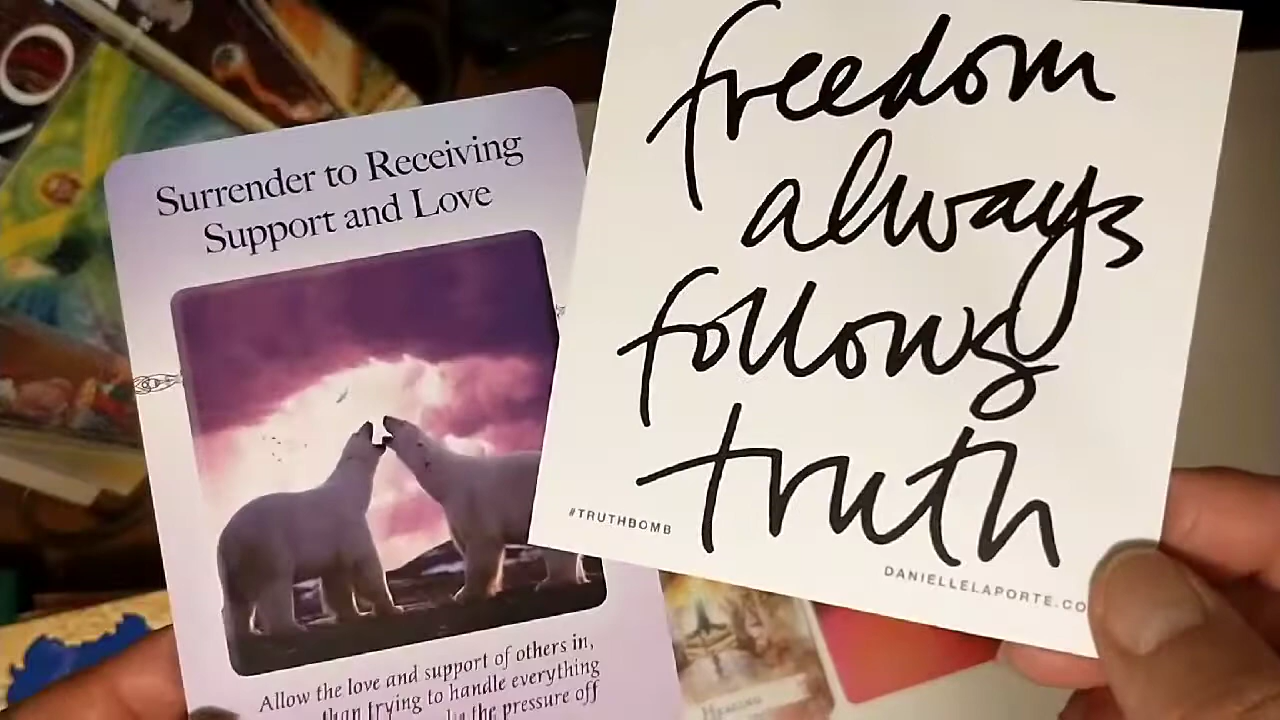 Surrender to Receiving
Support and Love
Allow the love and support of others in,
than trying to handle everything
the pressure off
freedom
always
follows
truth
#TRUTHBOMB
DANIELLELAPORTE.CO
HEALING